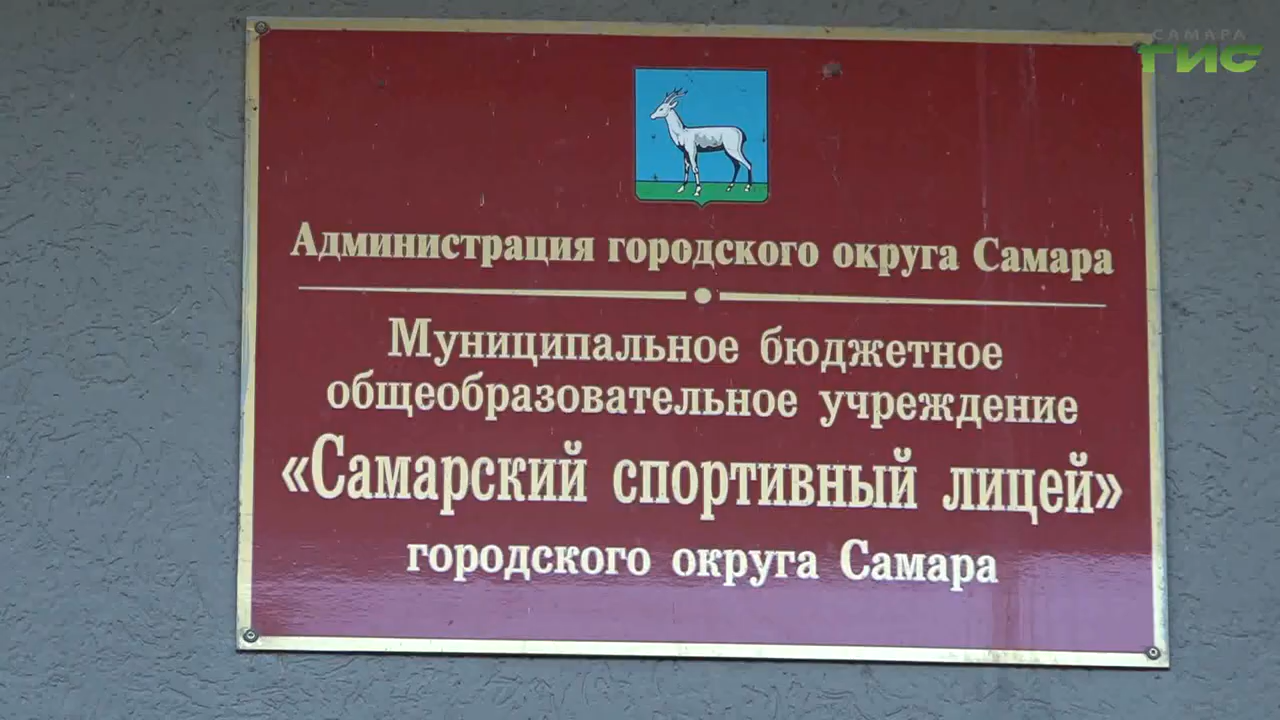 САМАРА
ГИС
Администрация городского округа Самара
Муниципальное бюджетное
общеобразовательное учреждение
«Самарский спортивный лицей»
городского округа Самара